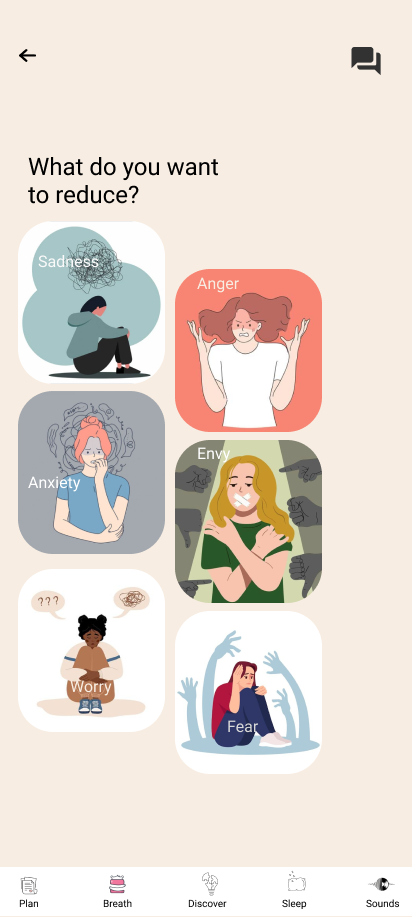 What do you want
to reduce?
Sadness
Anger
Anxiety
Envy
???
Worry
Fear
Plan
Breath
Discover
Sleep
Sounds